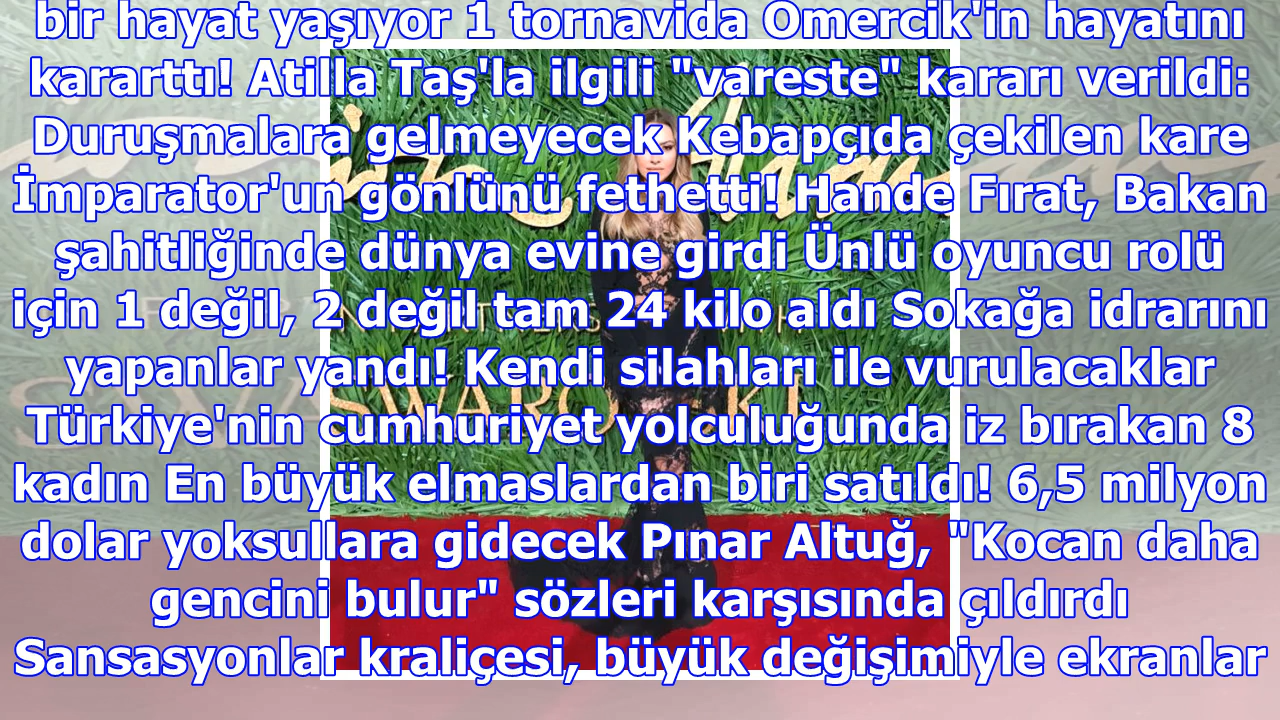 bir hayat yaşıyor 1 tornavida Ömercik'in hayatını
kararttı! Atilla Taş'la ilgili "vareste" kararı verildi:
Duruşmalara gelmeyecek Kebapçıda çekilen kare
İmparator'un gönlünü fethetti! Hande Fırat, Bakan
şahitliğinde dünya evine girdi Ünlü oyuncu rolü
için 1 değil, 2 değil tam 24 kilo aldı Sokağa idrarını
yapanlar yandı! Kendi silahları ile vurulacaklar
Türkiye'nin cumhuriyet yolculuğunda iz bırakan 8
kadın En büyük elmaslardan biri satıldı! 6,5 milyon
dolar yoksullara gidecek Pınar Altuğ, "Kocan daha
gencini bulur" sözleri karşısında çıldırdı
Sansasyonlar kraliçesi, büyük değişimiyle ekranlar